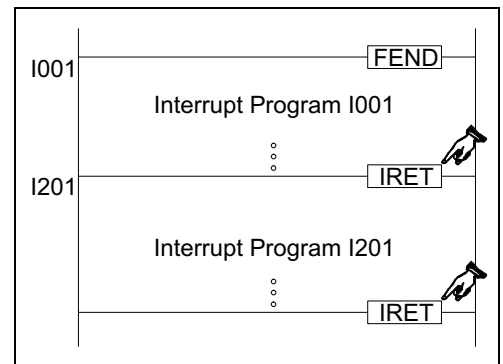 FEND
I001
Interrupt Program I001
IRET
I201
Interrupt Program I201
IRET